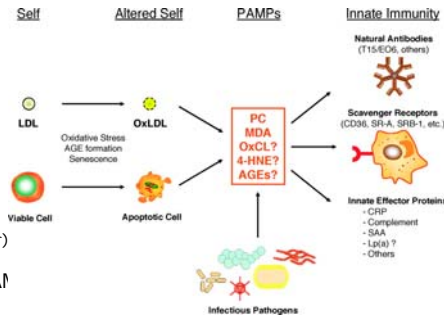 Self
Altered Self
PAMPs
Innate Immunity
Natural Antibodies
(T15/EO6, others)
LDL
OxLDL
Oxidative Stress
AGE formation
Senescence
PC
MDA
OxCL?
4-HNE?
AGEs?
Scavenger Receptors
(CD36, SR-A, SRB-1, etc.)
Viable Cell
Apoptotic Cell
Innate Effector Proteins
- CRP
- Complement
- SAA
- Lp(a) ?
- Others
Infectious Pathogens